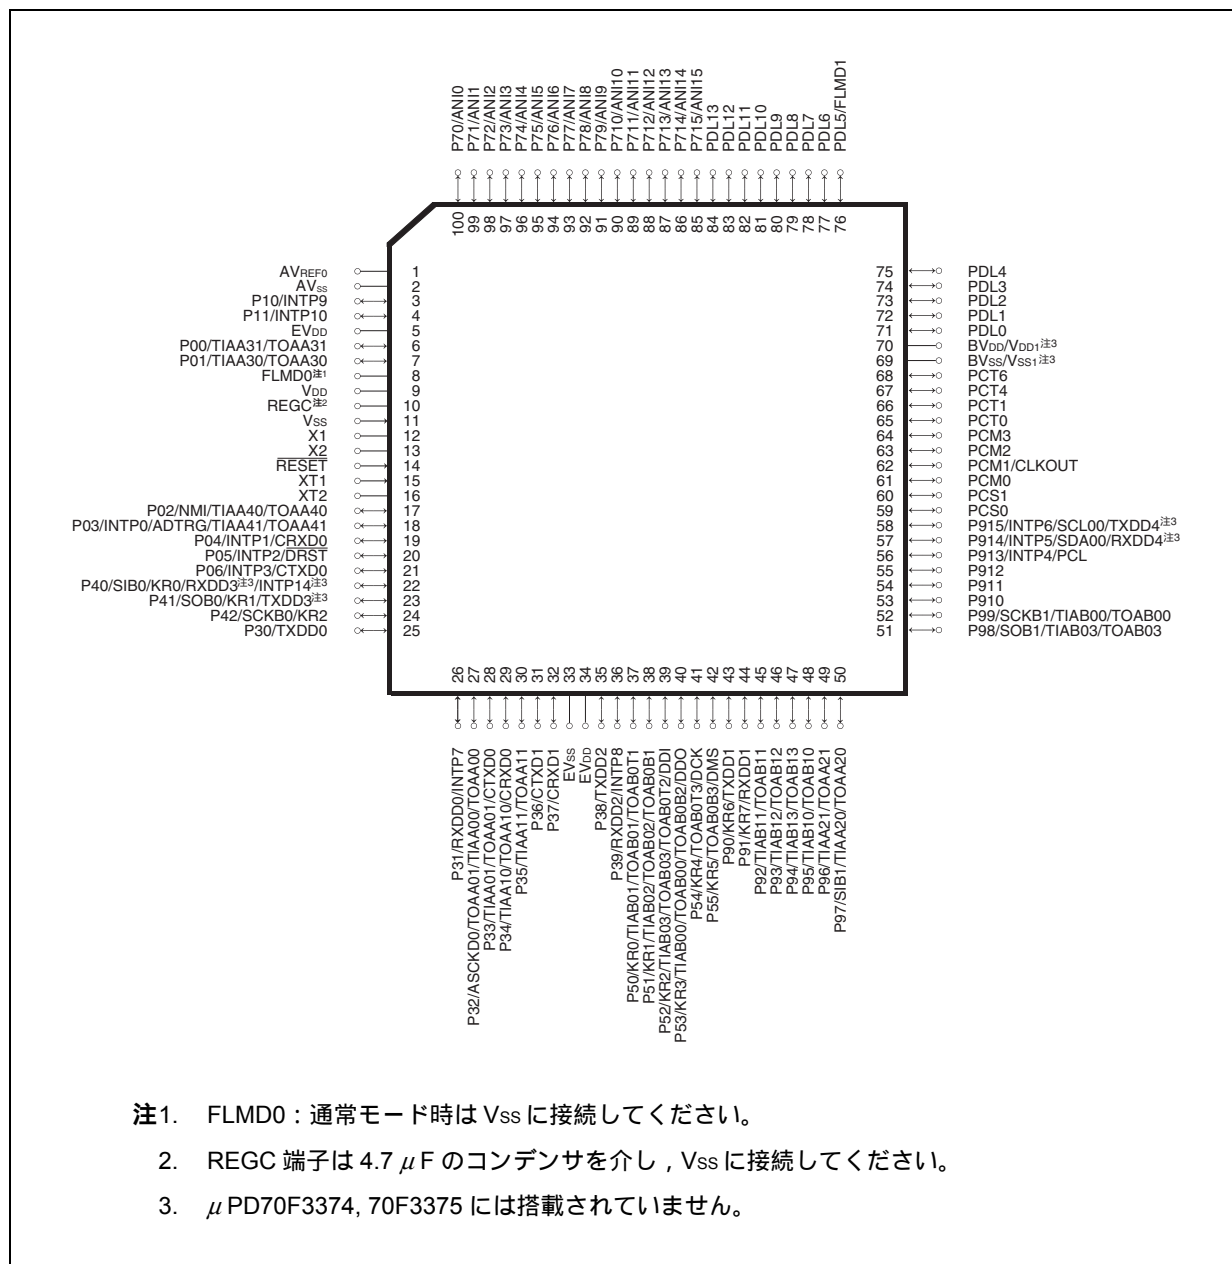 P70/ANI0
P71/ANI1
P72/ANI2
P73/ANI3
P74/ANI4
P75/ANI5
P76/ANI6
P77/ANI7
P78/ANI8
P79/ANI9
P710/ANI10
P711/ANI11
P712/ANI12
P713/ANI13
P714/ANI14
P715/ANI15
PDL13
PDL12
PDL11
PDL10
PDL9
PDL8
PDL7
PDL6
PDL5/FLMD1
100 99 98 97 96 95 94 93 92 91 90 89 88 87 86 85 84 83 82 81 80 79 78 77 76
AVREF0 1
AVSS 2
P10/INTP9 3
P11/INTP10 4
EVDD 5
P00/TIAA31/TOAA31 6
P01/TIAA30/TOAA30 7
FLMD0注1 8
VDD 9
REGC注2 10
VSS 11
X1 12
X2 13
RESET 14
XT1 15
XT2 16
P02/NMI/TIAA40/TOAA40 17
P03/INTP0/ADTRG/TIAA41/TOAA41 18
P04/INTP1/CRXD0 19
P05/INTP2/DRST 20
P06/INTP3/CTXD0 21
P40/SIB0/KR0/RXDD3注3/INTP14注3 22
P41/SOB0/KR1/TXDD3注3 23
P42/SCKB0/KR2 24
P30/TXDD0 25
75 PDL4
74 PDL3
73 PDL2
72 PDL1
71 PDL0
70 BVDD/VDD1注3
69 BVSS/VSS1注3
68 PCT6
67 PCT4
66 PCT1
65 PCT0
64 PCM3
63 PCM2
62 PCM1/CLKOUT
61 PCM0
60 PCS1
59 PCS0
58 P915/INTP6/SCL00/TXDD4注3
57 P914/INTP5/SDA00/RXDD4注3
56 P913/INTP4/PCL
55 P912
54 P911
53 P910
52 P99/SCKB1/TIAB00/TOAB00
51 P98/SOB1/TIAB03/TOAB03
26 27 28 29 30 31 32 33 34 35 36 37 38 39 40 41 42 43 44 45 46 47 48 49 50
P31/RXDD0/INTP7
P32/ASCKD0/TOAA01/TIAA00/TOAA00
P33/TIAA01/TOAA01/CTXD0
P34/TIAA10/TOAA10/CRXD0
P35/TIAA11/TOAA11
P36/CTXD1
P37/CRXD1
EVSS
EVDD
P38/TXDD2
P39/RXDD2/INTP8
P50/KR0/TIAB01/TOAB01/TOAB0T1
P51/KR1/TIAB02/TOAB02/TOAB0B1
P52/KR2/TIAB03/TOAB03/TOAB0T2/DDI
P53/KR3/TIAB00/TOAB00/TOAB0B2/DDO
P54/KR4/TOAB0T3/DCK
P55/KR5/TOAB0B3/DMS
P90/KR6/TXDD1
P91/KR7/RXDD1
P92/TIAB11/TOAB11
P93/TIAB12/TOAB12
P94/TIAB13/TOAB13
P95/TIAB10/TOAB10
P96/TIAA21/TOAA21
P97/SIB1/TIAA20/TOAA20
注1. FLMD0：通常モード時は VSS に接続してください。
2. REGC 端子は 4.7 μF のコンデンサを介し，VSS に接続してください。
3. μPD70F3374, 70F3375 には搭載されていません。